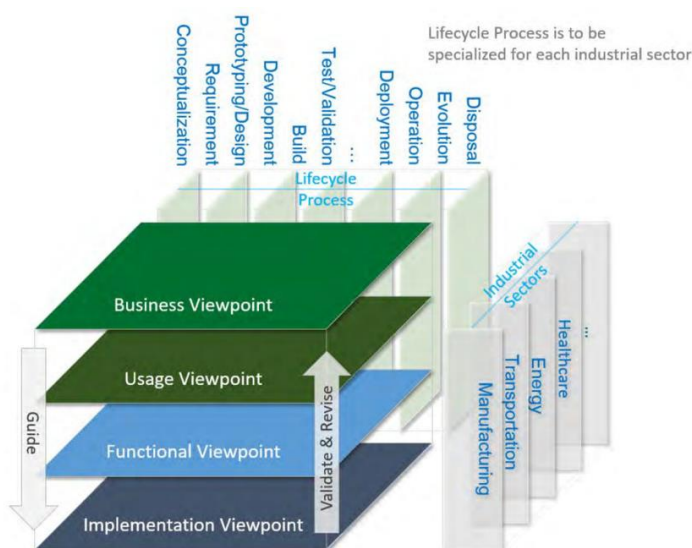 Lifecycle Process is to be
specialized for each industrial sector
Conceptualization
Requirement
Prototyping/Design
Development
Build
Test/Validation
...
Deployment
Operation
Evolution
Disposal
Lifecycle
Process
Business Viewpoint
Usage Viewpoint
Functional Viewpoint
Implementation Viewpoint
Guide
Validate & Revise
Industrial
Sectors
Manufacturing
Transportation
Energy
Healthcare
...